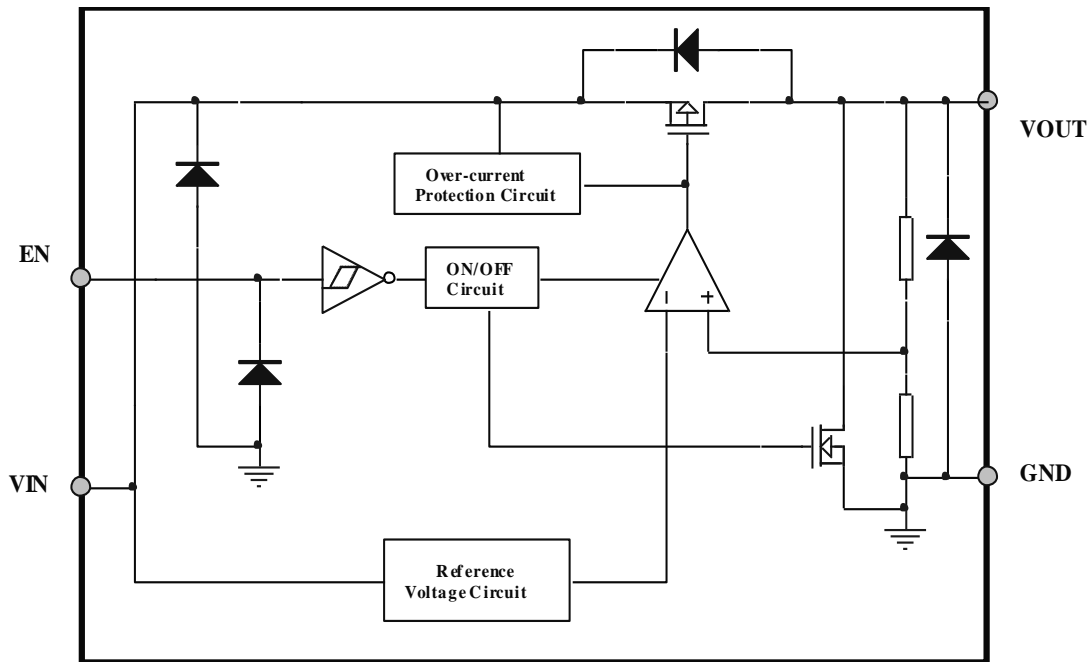 VOUT
Over-current
Protection Circuit
EN
ON/OFF
Circuit
− +
VIN
GND
Reference
Voltage Circuit